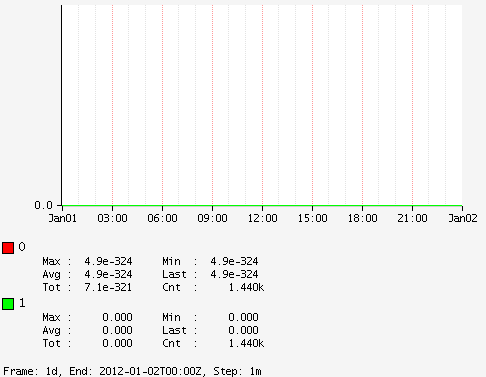 0.0
Jan01 03:00 06:00 09:00 12:00 15:00 18:00 21:00 Jan02
0
Max : 4.9e-324 Min : 4.9e-324
Avg : 4.9e-324 Last : 4.9e-324
Tot : 7.1e-321 Cnt : 1.440k
1
Max : 0.000 Min : 0.000
Avg : 0.000 Last : 0.000
Tot : 0.000 Cnt : 1.440k
Frame: 1d, End: 2012-01-02T00:00Z, Step: 1m